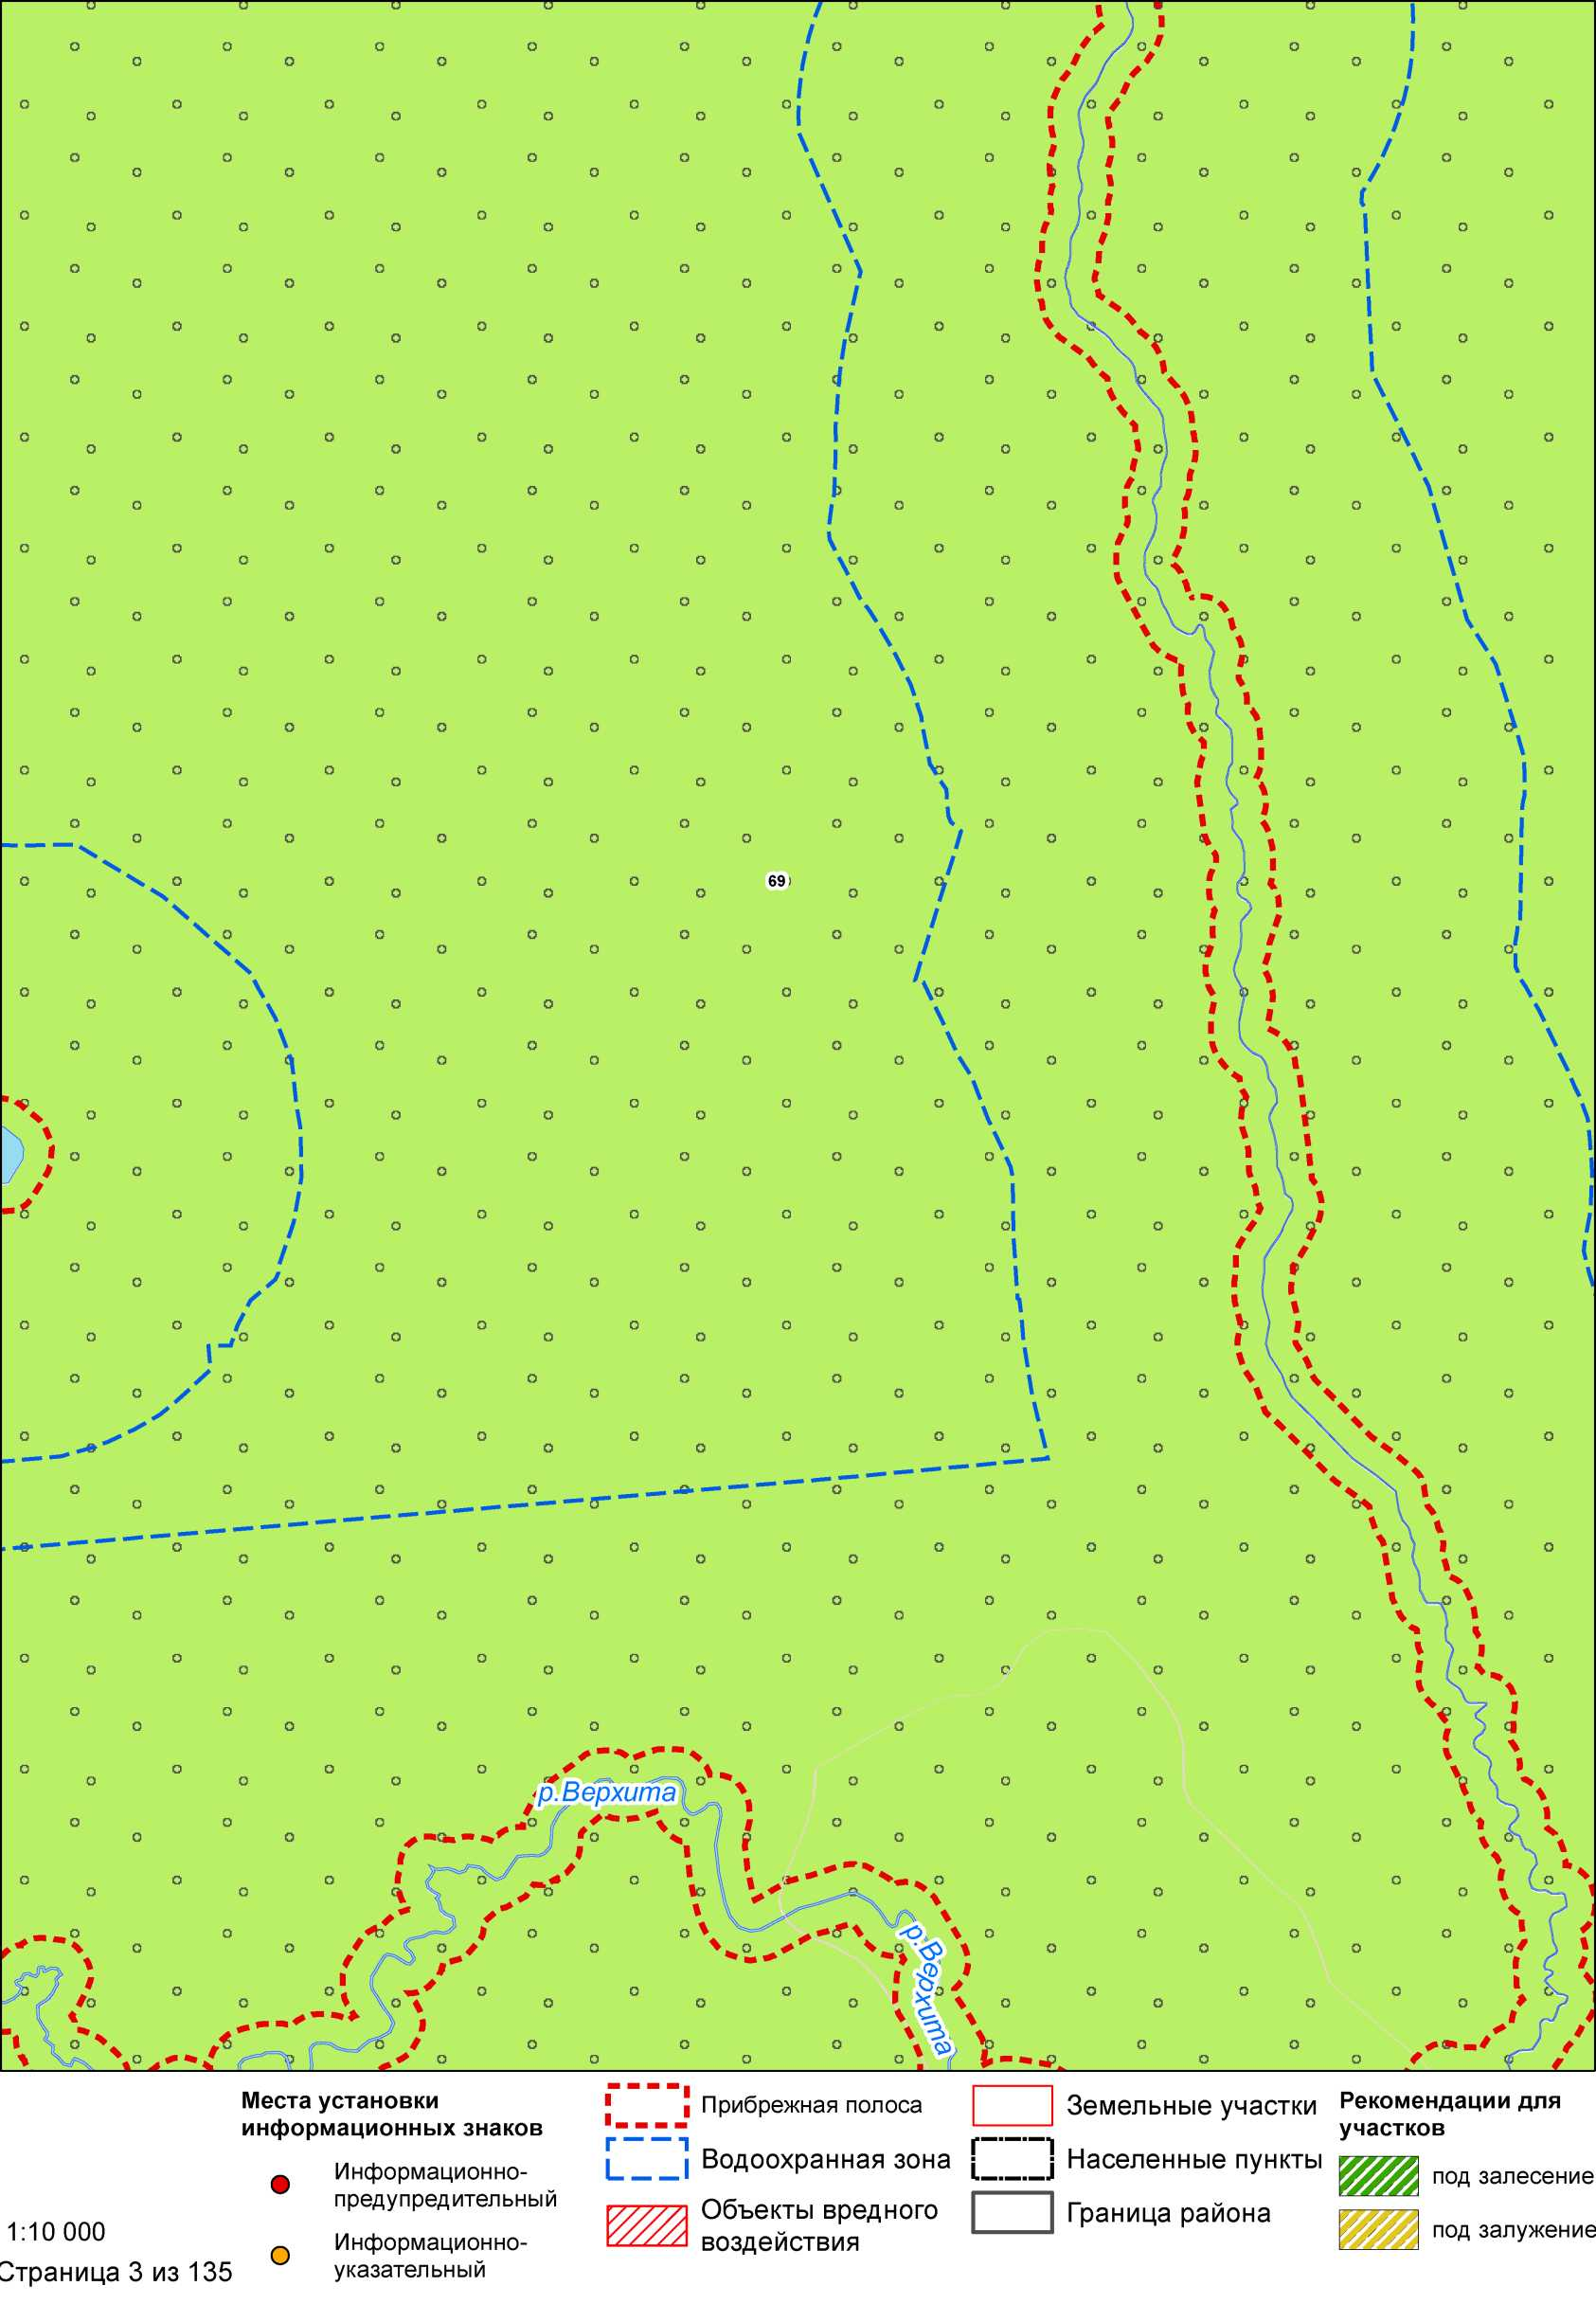 69
р.Верхита
р.Верхита
Места установки
информационных знаков
Информационно-
предупредительный
Информационно-
указательный
1:10 000
Страница 3 из 135
Прибрежная полоса
Водоохранная зона
Объекты вредного
воздействия
Земельные участки
Населенные пункты
Граница района
Рекомендации для
участков
под залесение
под залужение